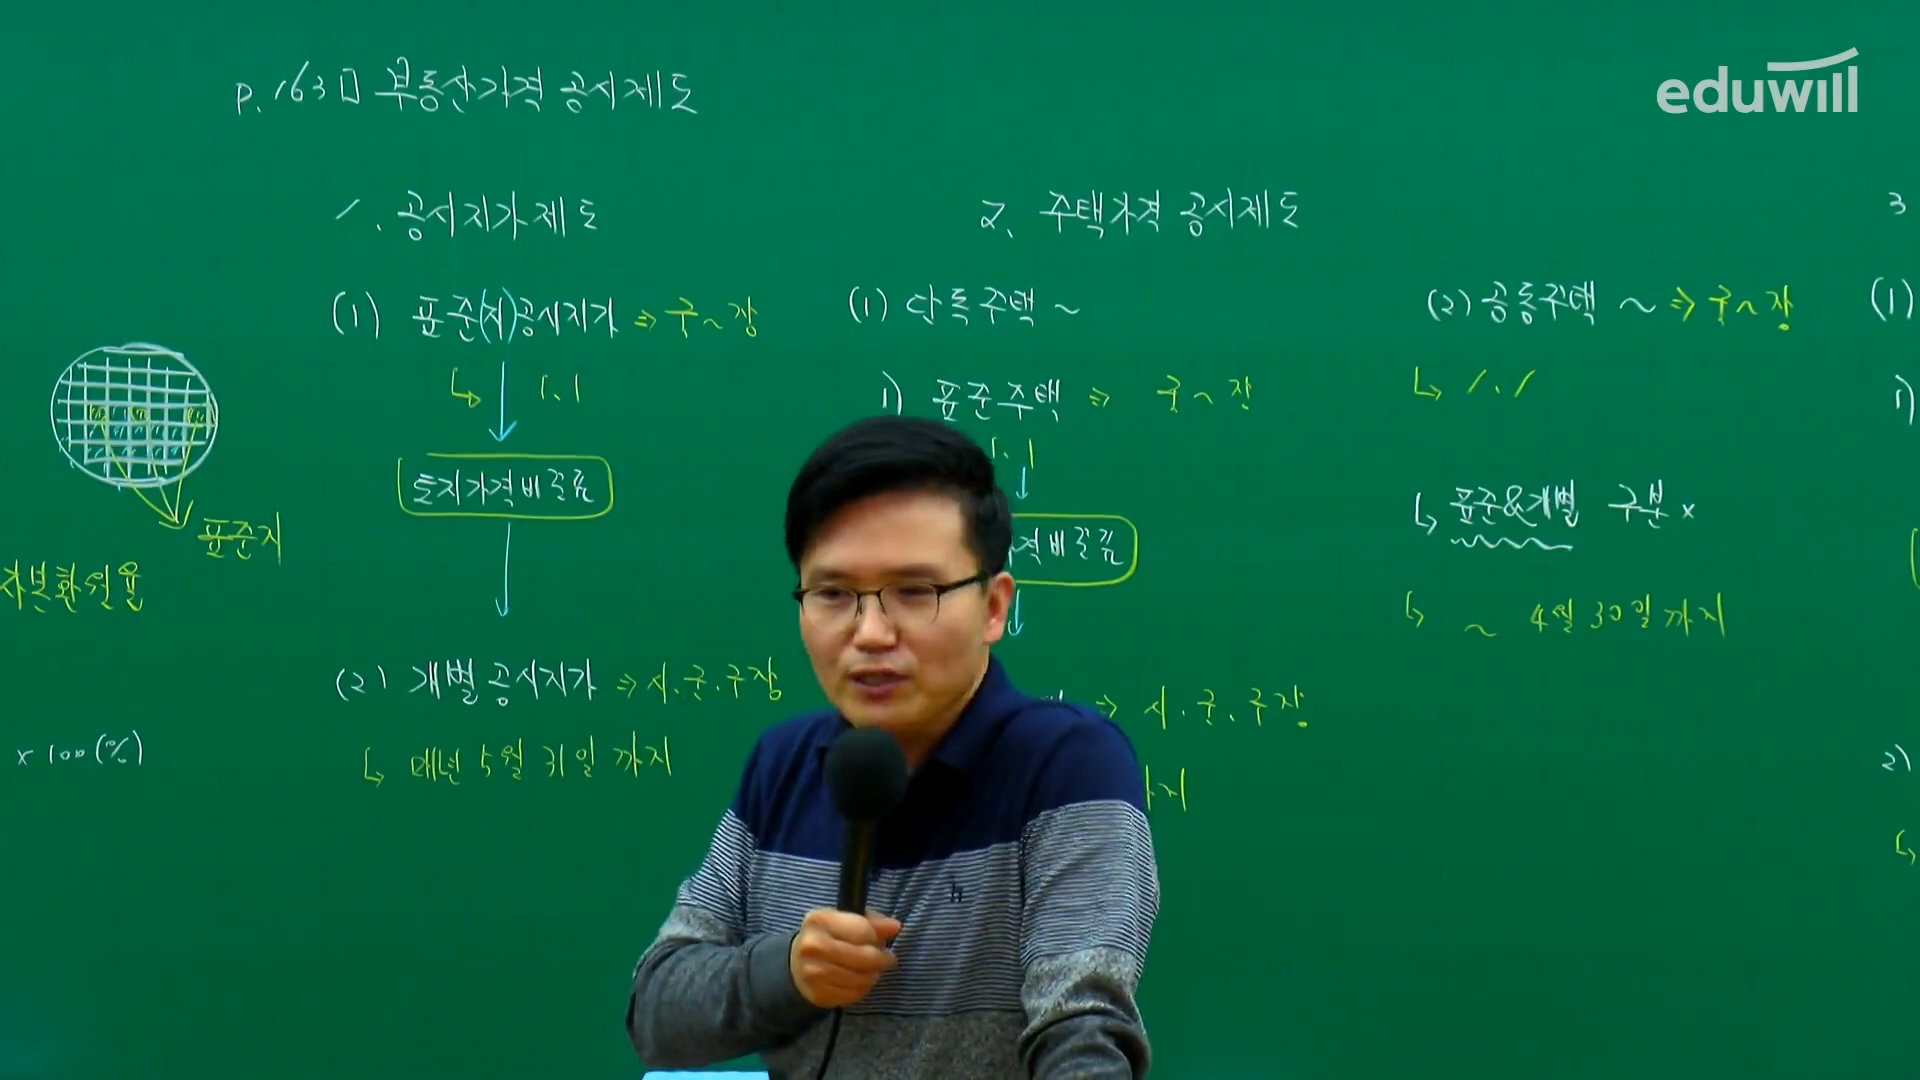 eduwill
p.163 부동산가격 공시제도
1. 공시지가제도
(1) 표준(지)공시지가 ⇒ 국~장
↳ 1.1
토지가격비준표
표준지
자본환원율
(2) 개별공시지가 ⇒ 시.군.구장
↳ 매년 5월 31일까지
x 100(%)
2. 주택가격 공시제도
(1) 단독주택 ~
1) 표준주택 ⇒ 국~장
1.1
격비준표
⇒ 시.군.구장
까지
(2) 공동주택 ~ ⇒ 국~장
↳ 1.1
↳ 표준&개별 구분 x
↳ ~ 4월 30일까지
3
(1)
1)
2)